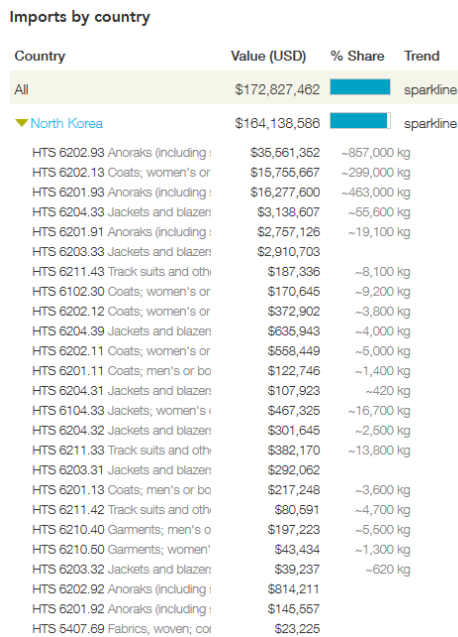 Imports by country
Country Value (USD) % Share Trend
All $172,827,462 sparkline
North Korea $164,138,586 sparkline
HTS 6202.93 Anoraks (including $35,561,352 ~857,000 kg
HTS 6202.13 Coats; women's or $15,755,667 ~299,000 kg
HTS 6201.93 Anoraks (including $16,277,600 ~463,000 kg
HTS 6204.33 Jackets and blazers $3,138,607 ~55,600 kg
HTS 6201.91 Anoraks (including $2,757,126 ~19,100 kg
HTS 6203.33 Jackets and blazers $2,910,703
HTS 6211.43 Track suits and oth $187,336 ~8,100 kg
HTS 6102.30 Coats; women's or $170,645 ~9,200 kg
HTS 6202.12 Coats; women's or $372,902 ~3,800 kg
HTS 6204.39 Jackets and blazers $635,943 ~4,000 kg
HTS 6202.11 Coats; women's or $558,449 ~5,000 kg
HTS 6201.11 Coats; men's or bo $122,746 ~1,400 kg
HTS 6204.31 Jackets and blazers $107,923 ~420 kg
HTS 6104.33 Jackets; women's $467,325 ~16,700 kg
HTS 6204.32 Jackets and blazers $301,645 ~2,500 kg
HTS 6211.33 Track suits and oth $382,170 ~13,800 kg
HTS 6203.31 Jackets and blazers $292,062
HTS 6201.13 Coats; men's or bo $217,248 ~3,600 kg
HTS 6211.42 Track suits and oth $80,591 ~4,700 kg
HTS 6210.40 Garments; men's o $197,223 ~5,500 kg
HTS 6210.50 Garments; women' $43,434 ~1,300 kg
HTS 6203.32 Jackets and blazers $39,237 ~620 kg
HTS 6202.92 Anoraks (including $814,211
HTS 6201.92 Anoraks (including $145,557
HTS 5407.69 Fabrics, woven; co $23,225